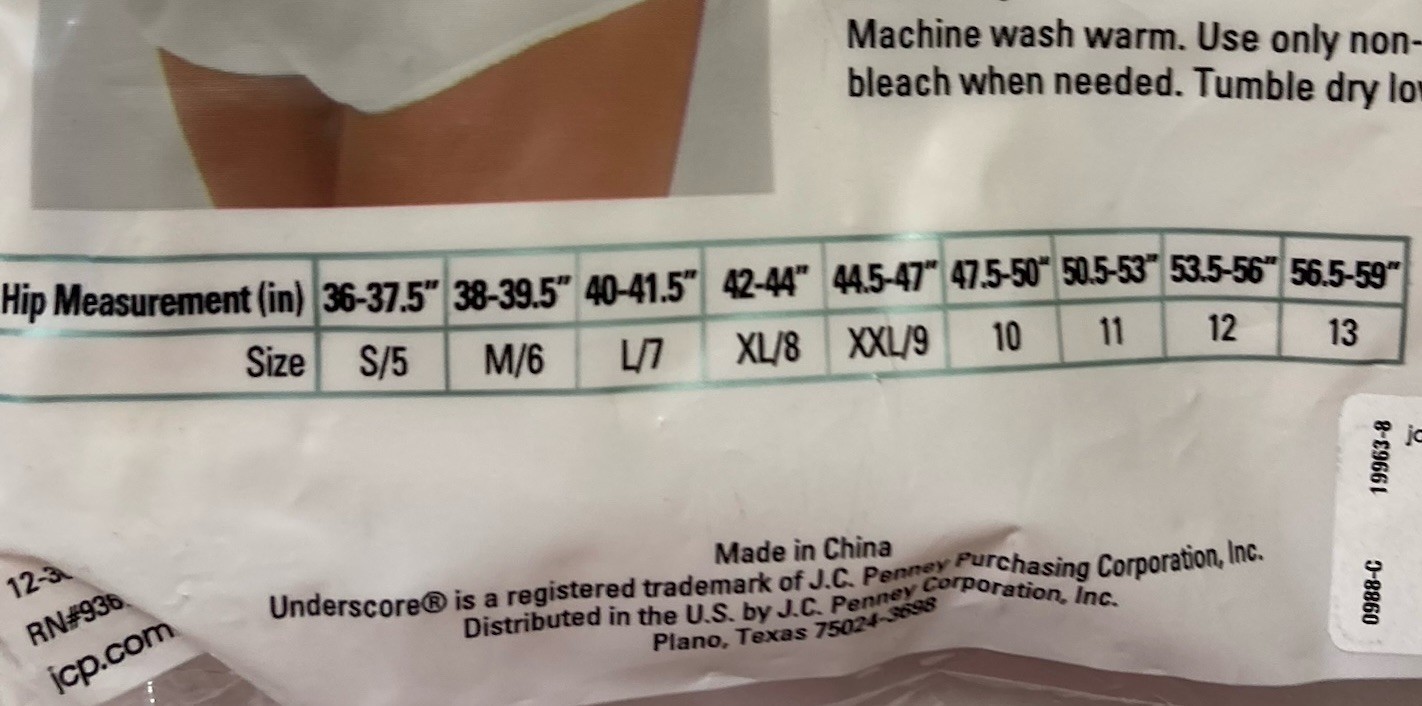 Machine wash warm. Use only non-
bleach when needed. Tumble dry
Hip Measurement (in) 36-37.5" 38-39.5" 40-41.5" 42-44" 44.5-47" 47.5-50" 50.5-53" 53.5-56" 56.5-59"
Size S/5 M/6 L/7 XL/8 XXL/9 10 11 12 13
19963-8
0988-C
Made in China
Underscore® is a registered trademark of J.C. Penney Purchasing Corporation, Inc.
Distributed in the U.S. by J.C. Penney Corporation, Inc.
Plano, Texas 75024-3698
jcp.com